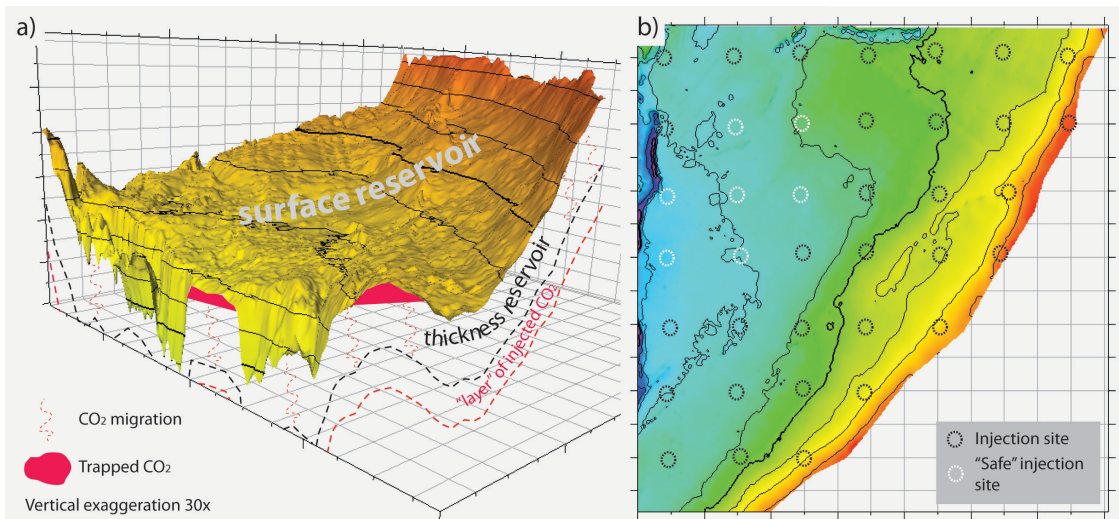 a)
surface reservoir
thickness reservoir
"layer" of injected CO₂
CO₂ migration
Trapped CO₂
Vertical exaggeration 30x
b)
Injection site
"Safe" injection
site